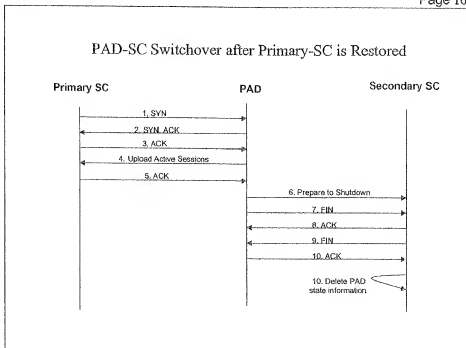 Page 16
PAD-SC Switchover after Primary-SC is Restored
Primary SC
PAD
Secondary SC
1. SYN
2. SYN, ACK
3. ACK
4. Upload Active Sessions
5. ACK
6. Prepare to Shutdown
7. FIN
8. ACK
9. FIN
10. ACK
10. Delete PAD
state information